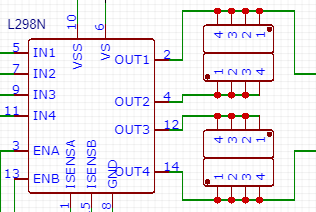 L298N
10
6
VSS
VS
5 IN1
7 IN2
9 IN3
11 IN4
3 ENA
13 ENB
OUT1 2
OUT2 4
OUT3 12
OUT4 14
ISENSA
ISENSB
GND
1
5
8
4 3 2 1
1 2 3 4
4 3 2 1
1 2 3 4